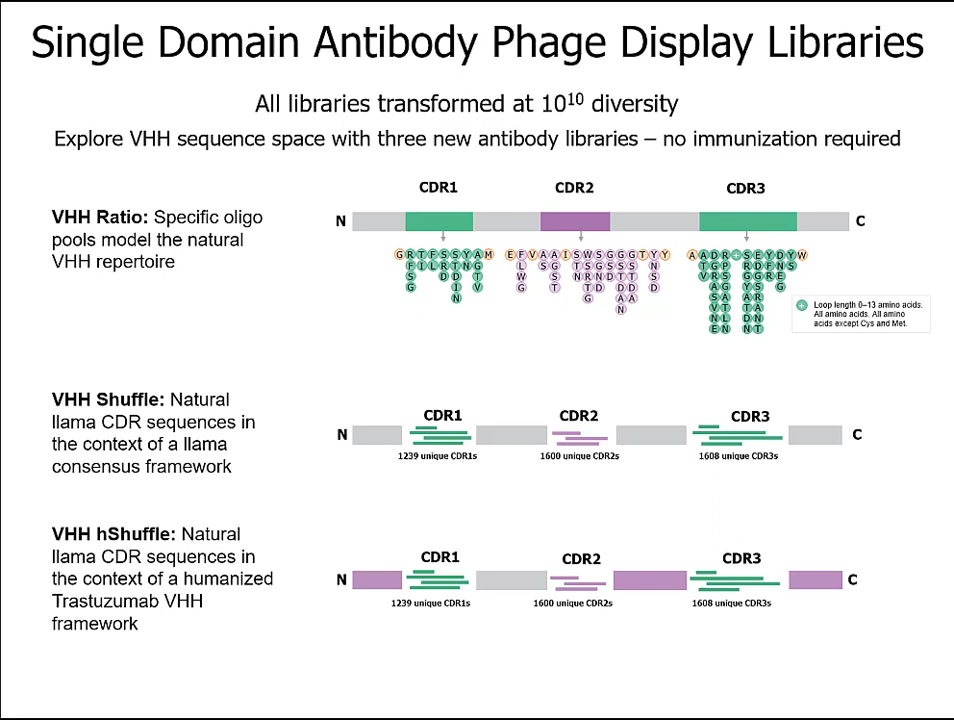 Single Domain Antibody Phage Display Libraries
All libraries transformed at 10¹⁰ diversity
Explore VHH sequence space with three new antibody libraries – no immunization required
VHH Ratio: Specific oligo
pools model the natural
VHH repertoire
CDR1
CDR2
CDR3
N
C
GRTFSSYAM
EFVAAISWSGGGTYY
AADR+SEYDYW
+ Loop length 0–13 amino acids.
All amino acids. All amino
acids except Cys and Met.
VHH Shuffle: Natural
llama CDR sequences in
the context of a llama
consensus framework
CDR1
CDR2
CDR3
N
C
1239 unique CDR1s
1600 unique CDR2s
1608 unique CDR3s
VHH hShuffle: Natural
llama CDR sequences in
the context of a humanized
Trastuzumab VHH
framework
CDR1
CDR2
CDR3
N
C
1239 unique CDR1s
1600 unique CDR2s
1608 unique CDR3s